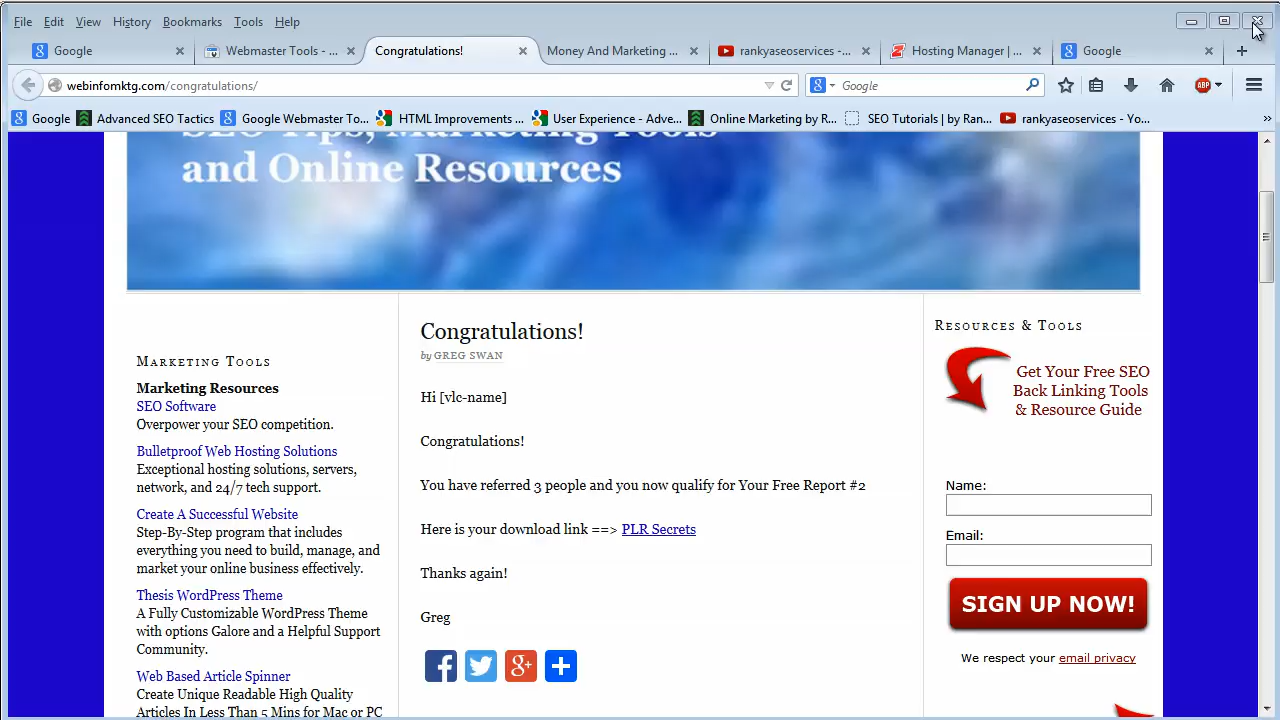 File Edit View History Bookmarks Tools Help
Google Webmaster Tools - ... Congratulations! Money And Marketing ... rankyaseoservices - ... Hosting Manager | ... Google
webinfomktg.com/congratulations/ Google ABP
Google Advanced SEO Tactics Google Webmaster To... HTML Improvements ... User Experience - Adve... Online Marketing by R... SEO Tutorials | by Ran... rankyaseoservices - Yo... »
SEO Tips, Marketing Tools
and Online Resources
Marketing Tools
Marketing Resources
SEO Software
Overpower your SEO competition.
Bulletproof Web Hosting Solutions
Exceptional hosting solutions, servers,
network, and 24/7 tech support.
Create A Successful Website
Step-By-Step program that includes
everything you need to build, manage, and
market your online business effectively.
Thesis WordPress Theme
A Fully Customizable WordPress Theme
with options Galore and a Helpful Support
Community.
Web Based Article Spinner
Create Unique Readable High Quality
Articles In Less Than 5 Mins for Mac or PC
Congratulations!
by GREG SWAN
Hi [vlc-name]
Congratulations!
You have referred 3 people and you now qualify for Your Free Report #2
Here is your download link ==> PLR Secrets
Thanks again!
Greg
Resources & Tools
Get Your Free SEO
Back Linking Tools
& Resource Guide
Name:
Email:
SIGN UP NOW!
We respect your email privacy